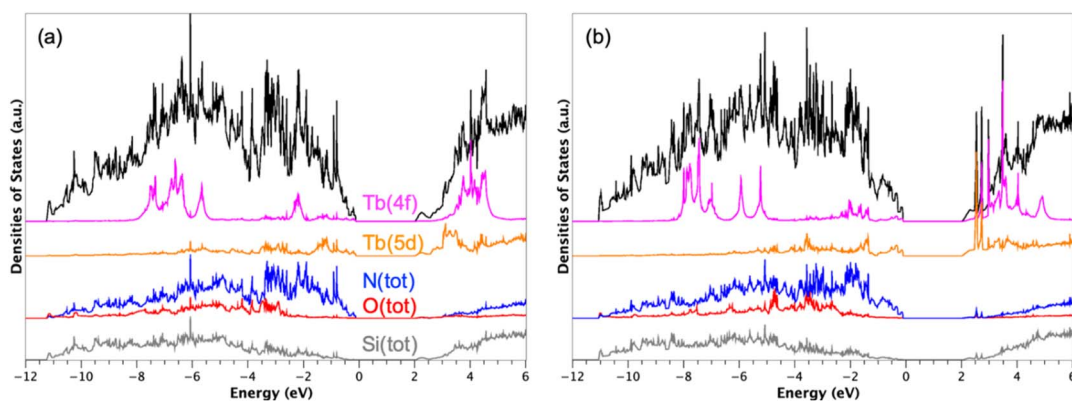 (a)
Densities of States (a.u.)
Tb(4f)
Tb(5d)
N(tot)
O(tot)
Si(tot)
−12 −10 −8 −6 −4 −2 0 2 4 6
Energy (eV)
(b)
Densities of States (a.u.)
−12 −10 −8 −6 −4 −2 0 2 4 6
Energy (eV)